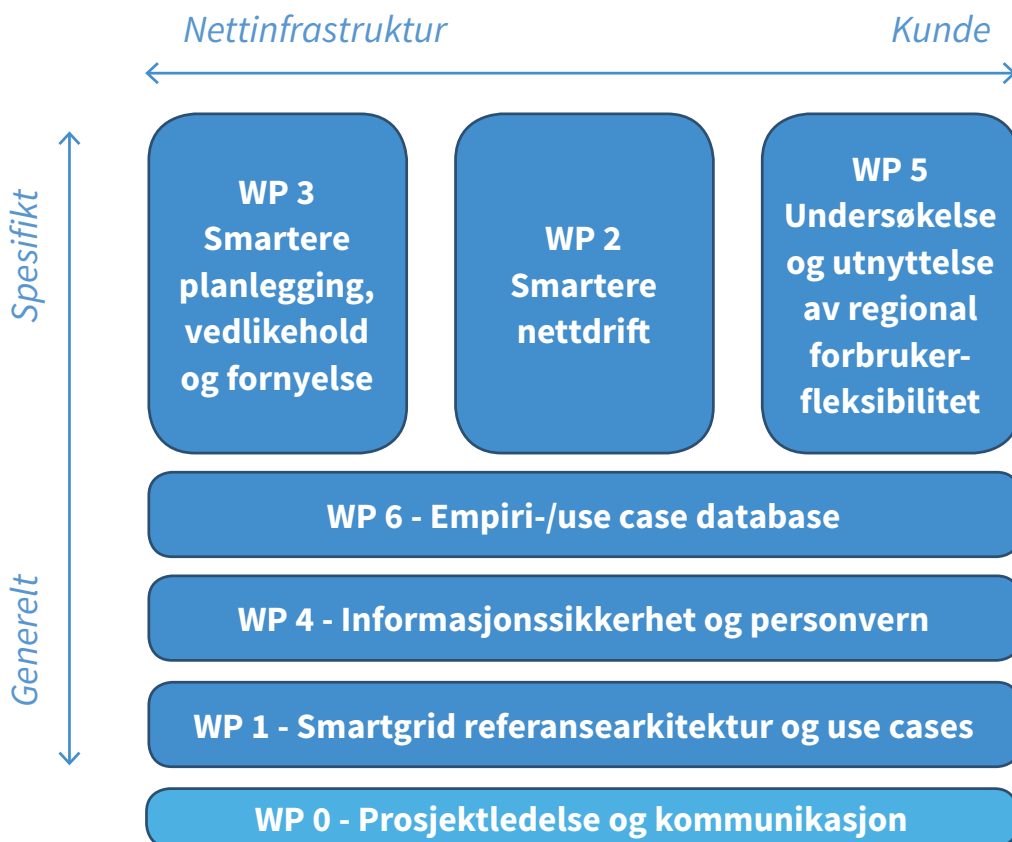 Nettinfrastruktur
Kunde
Spesifikt
Generelt
WP 3
Smartere
planlegging,
vedlikehold
og fornyelse
WP 2
Smartere
nettdrift
WP 5
Undersøkelse
og utnyttelse
av regional
forbruker-
fleksibilitet
WP 6 - Empiri-/use case database
WP 4 - Informasjonssikkerhet og personvern
WP 1 - Smartgrid referansearkitektur og use cases
WP 0 - Prosjektledelse og kommunikasjon